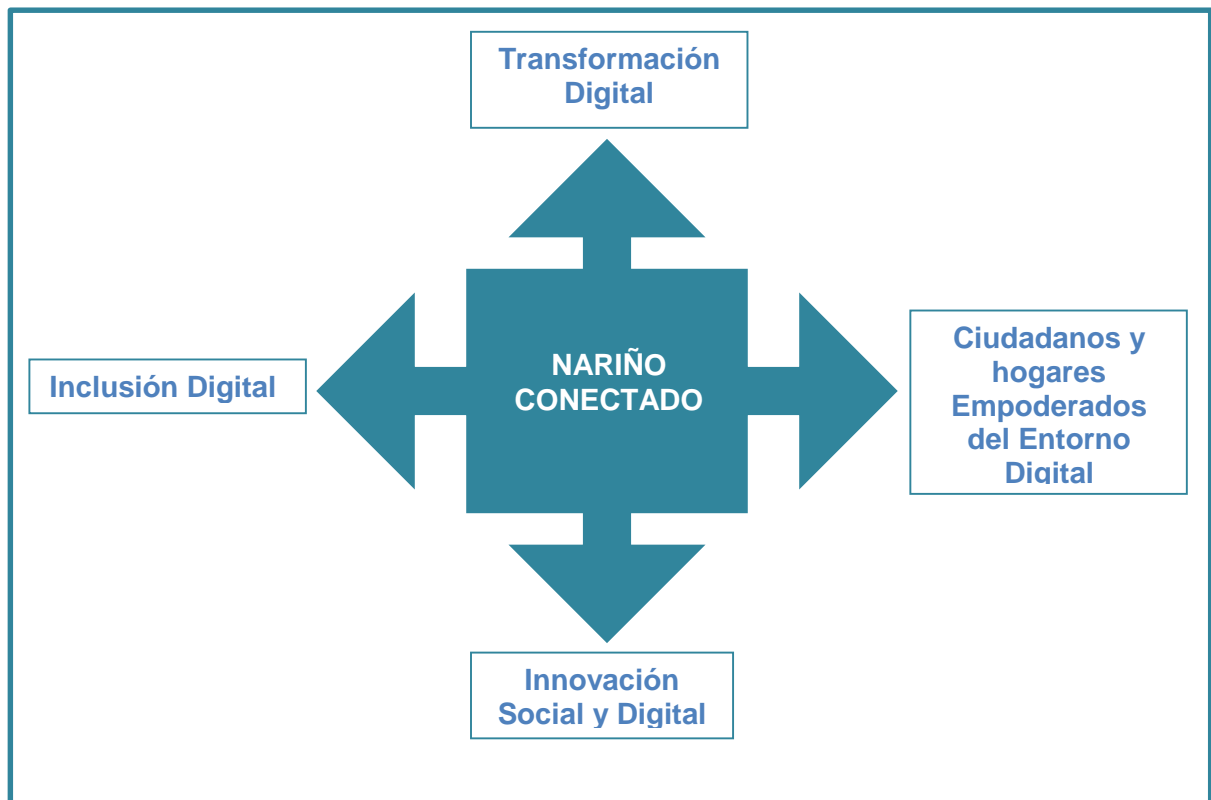 Transformación
Digital
Inclusión Digital
NARIÑO
CONECTADO
Ciudadanos y
hogares
Empoderados
del Entorno
Digital
Innovación
Social y Digital